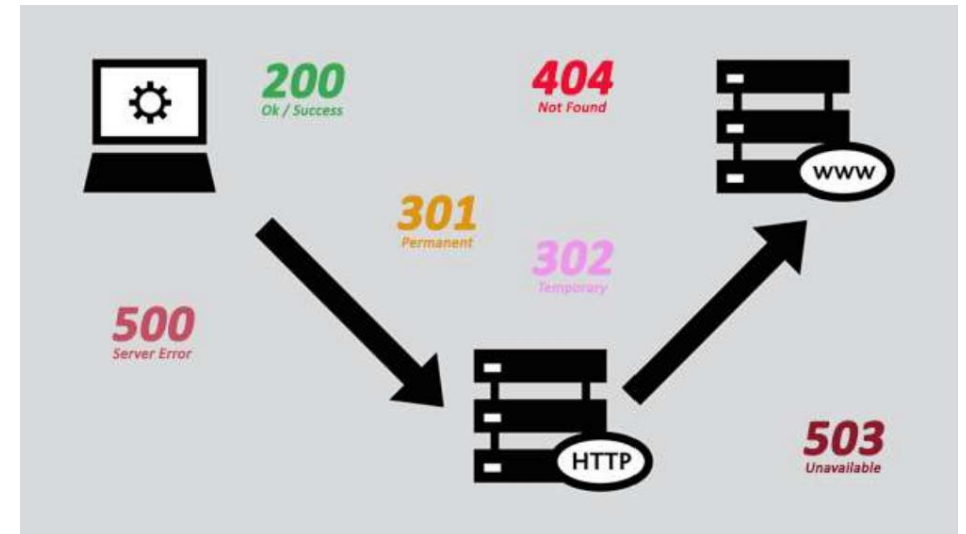 200
Ok / Success
404
Not Found
WWW
301
Permanent
302
Temporary
500
Server Error
HTTP
503
Unavailable